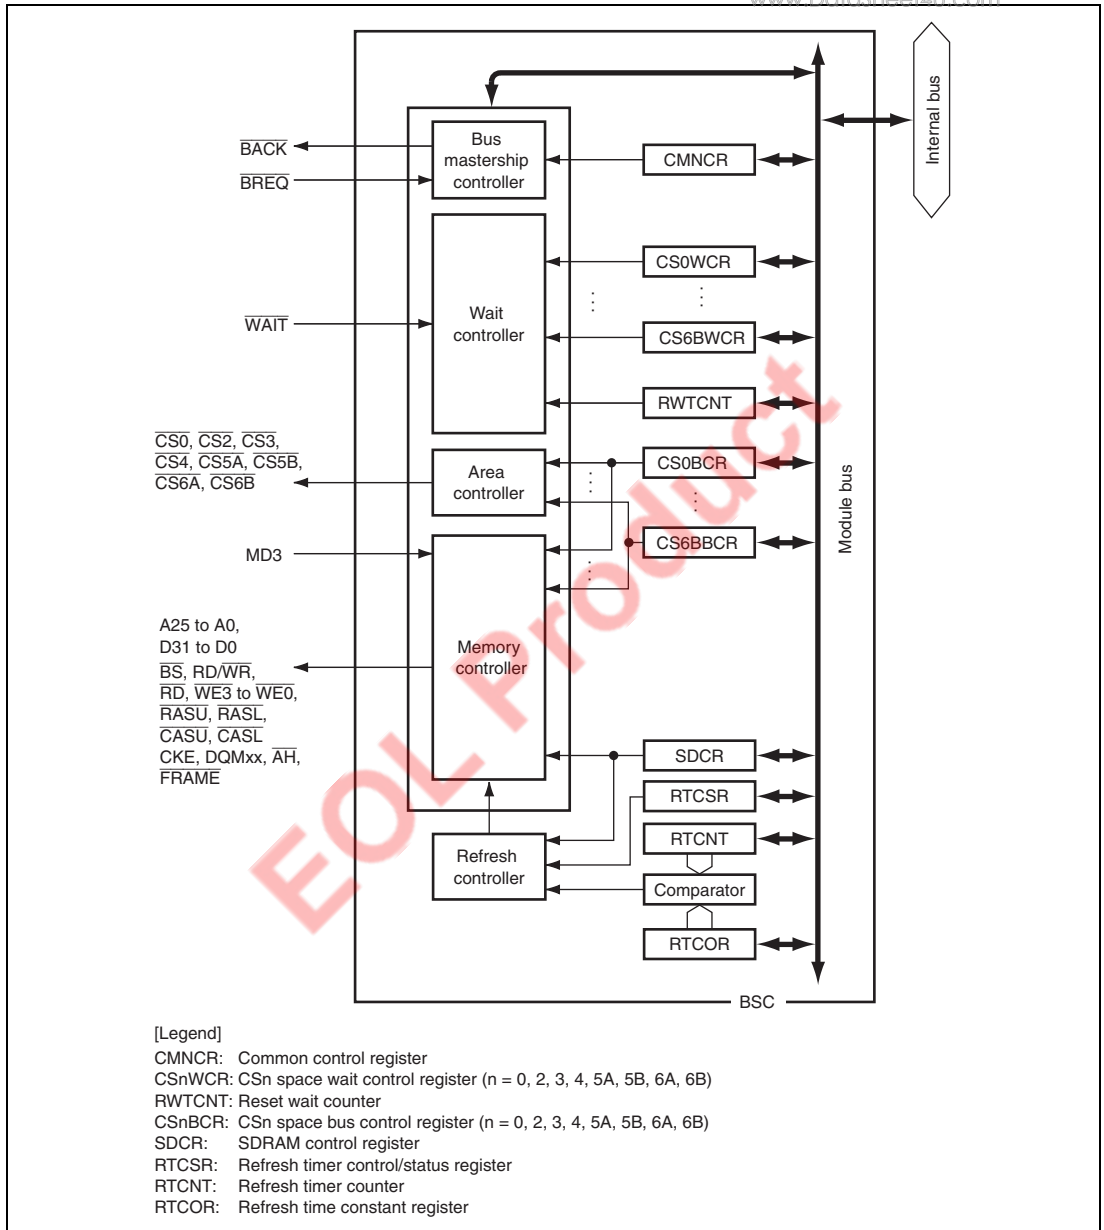 www.DataSheet4U.com
Internal bus
BACK
BREQ
Bus
mastership
controller
CMNCR
WAIT
Wait
controller
CS0WCR
CS6BWCR
RWTCNT
CS0, CS2, CS3,
CS4, CS5A, CS5B,
CS6A, CS6B
Area
controller
CS0BCR
CS6BBCR
Module bus
MD3
A25 to A0,
D31 to D0
BS, RD/WR,
RD, WE3 to WE0,
RASU, RASL,
CASU, CASL
CKE, DQMxx, AH,
FRAME
Memory
controller
SDCR
RTCSR
RTCNT
Comparator
RTCOR
Refresh
controller
BSC
EOL Product
[Legend]
CMNCR: Common control register
CSnWCR: CSn space wait control register (n = 0, 2, 3, 4, 5A, 5B, 6A, 6B)
RWTCNT: Reset wait counter
CSnBCR: CSn space bus control register (n = 0, 2, 3, 4, 5A, 5B, 6A, 6B)
SDCR: SDRAM control register
RTCSR: Refresh timer control/status register
RTCNT: Refresh timer counter
RTCOR: Refresh time constant register